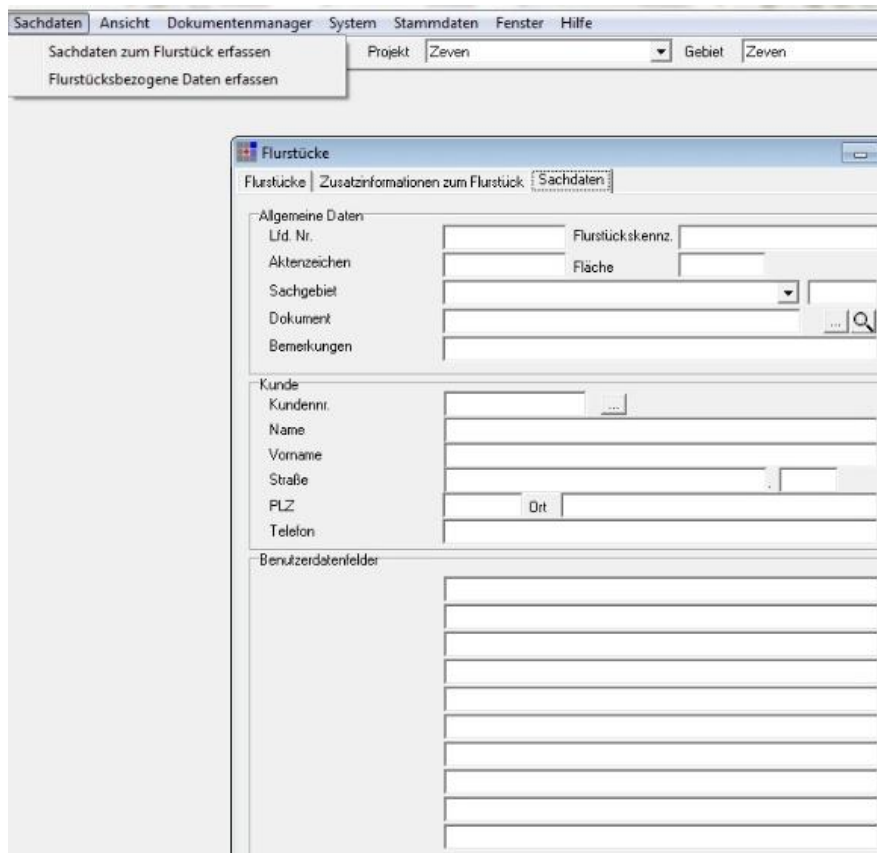 Sachdaten Ansicht Dokumentenmanager System Stammdaten Fenster Hilfe
Sachdaten zum Flurstück erfassen
Flurstücksbezogene Daten erfassen
Projekt Zeven Gebiet Zeven
Flurstücke
Flurstücke Zusatzinformationen zum Flurstück Sachdaten
Allgemeine Daten
Lfd. Nr. Flurstückskennz.
Aktenzeichen Fläche
Sachgebiet
Dokument ...
Bemerkungen
Kunde
Kundennr. ...
Name
Vorname
Straße .
PLZ Ort
Telefon
Benutzerdatenfelder